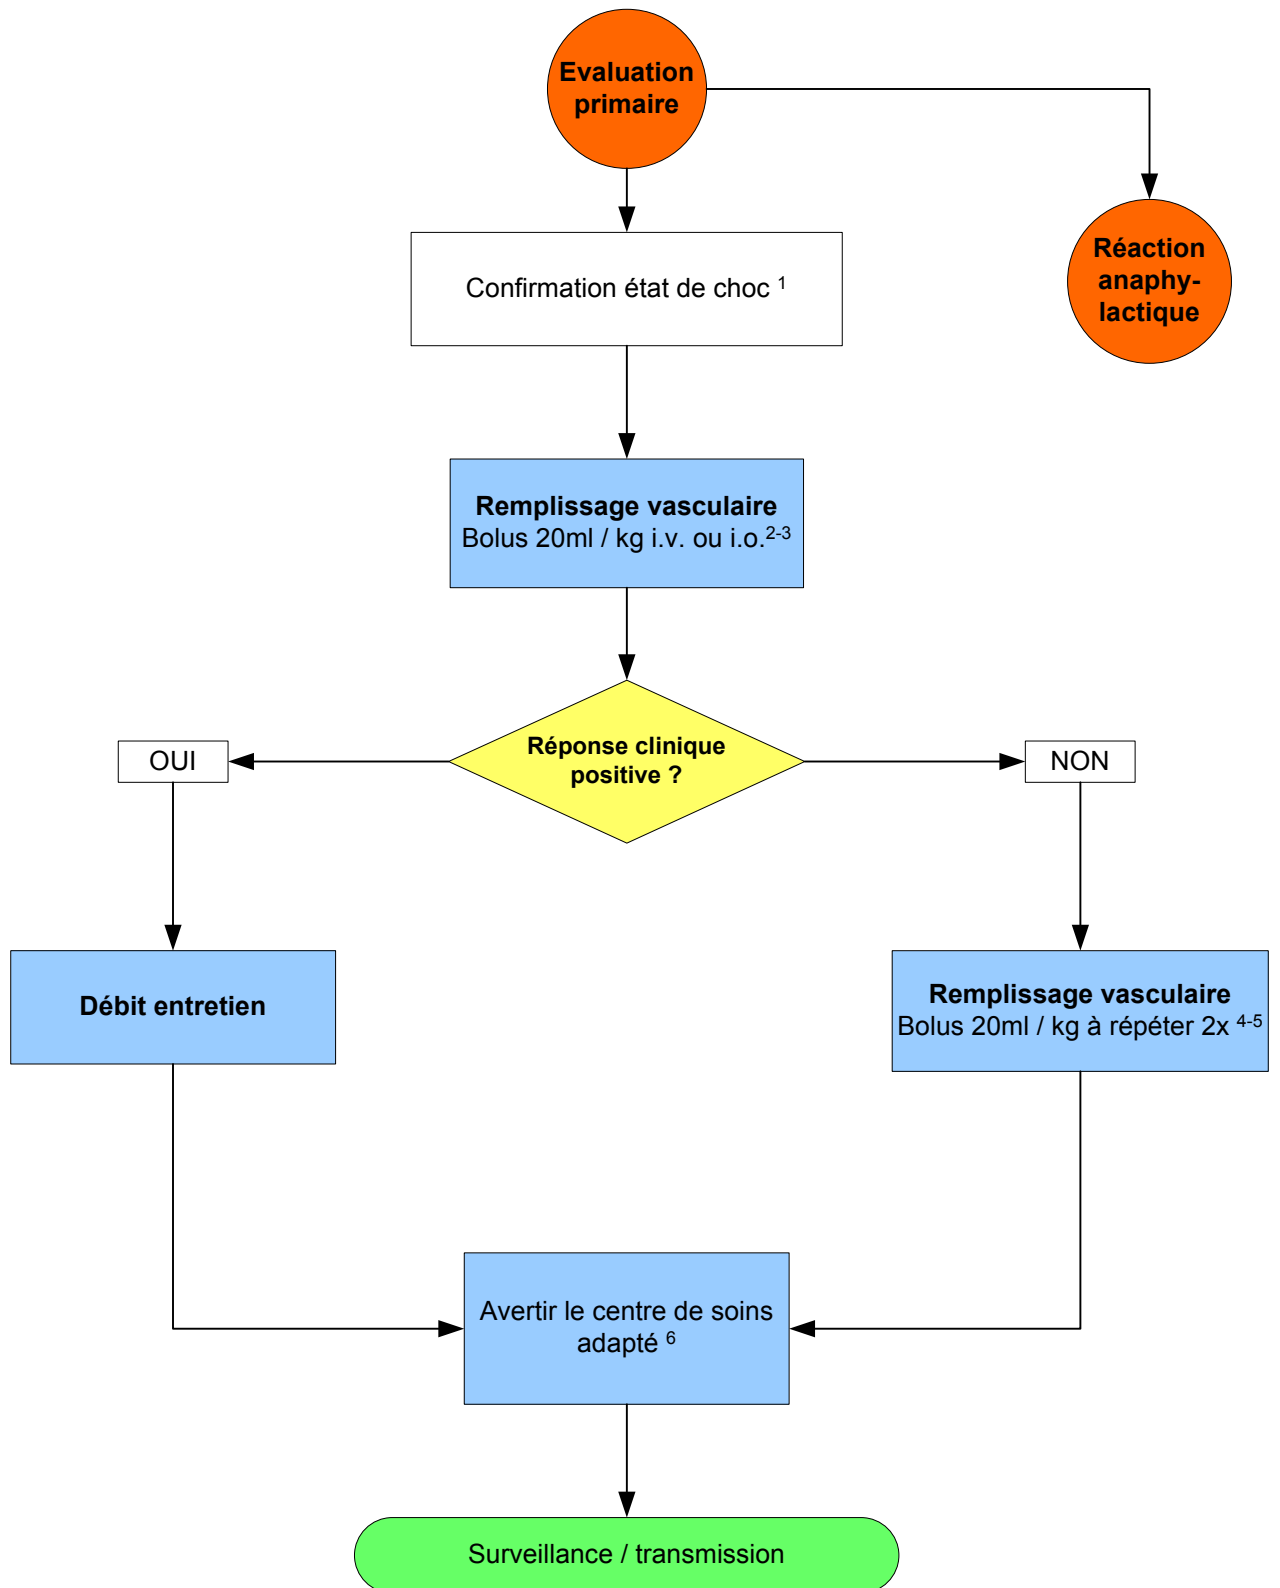 Evaluation
primaire
Réaction
anaphy-
lactique
Confirmation état de choc ¹
Remplissage vasculaire
Bolus 20ml / kg i.v. ou i.o.²⁻³
Réponse clinique
positive ?
OUI
NON
Débit entretien
Remplissage vasculaire
Bolus 20ml / kg à répéter 2x ⁴⁻⁵
Avertir le centre de soins
adapté ⁶
Surveillance / transmission